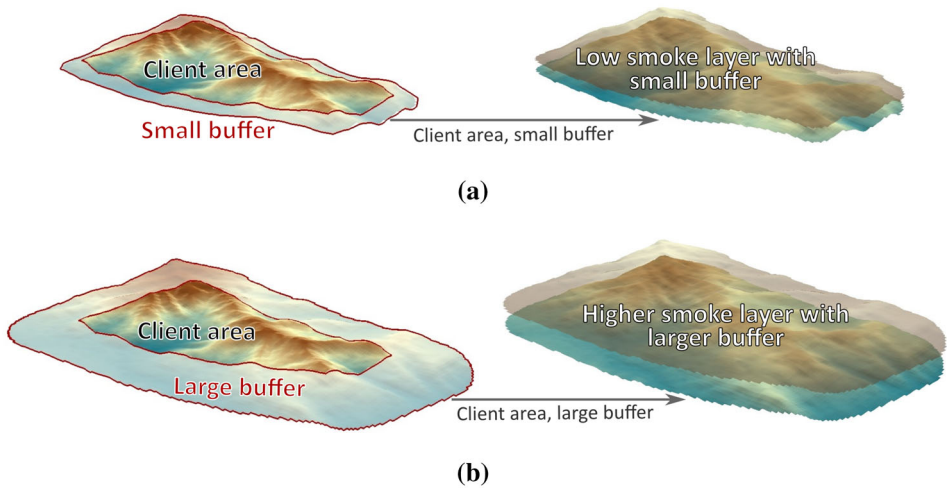 Client area
Small buffer
Client area, small buffer
Low smoke layer with
small buffer
(a)
Client area
Large buffer
Client area, large buffer
Higher smoke layer with
larger buffer
(b)